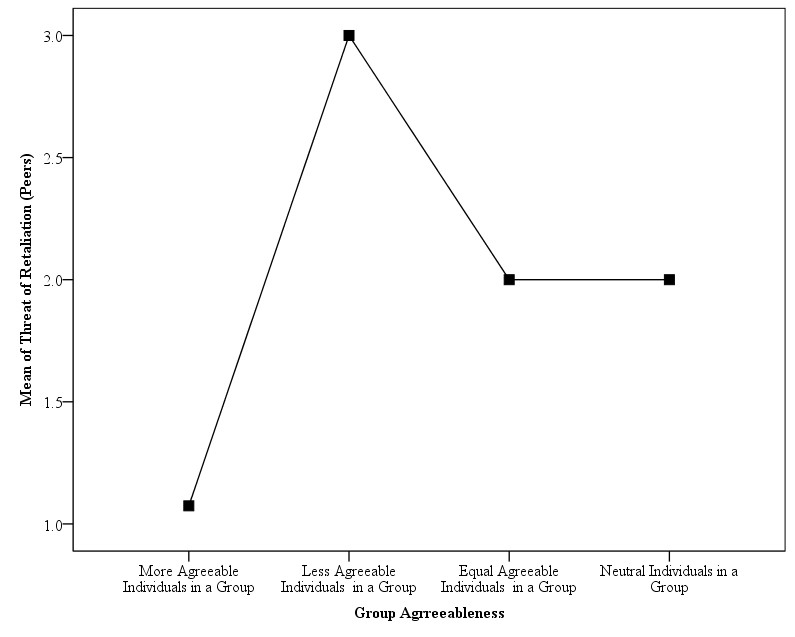 3.0
2.5
2.0
1.5
1.0
Mean of Threat of Retaliation (Peers)
More Agreeable
Individuals in a Group
Less Agreeable
Individuals in a Group
Equal Agreeable
Individuals in a Group
Neutral Individuals in a
Group
Group Agrreeableness